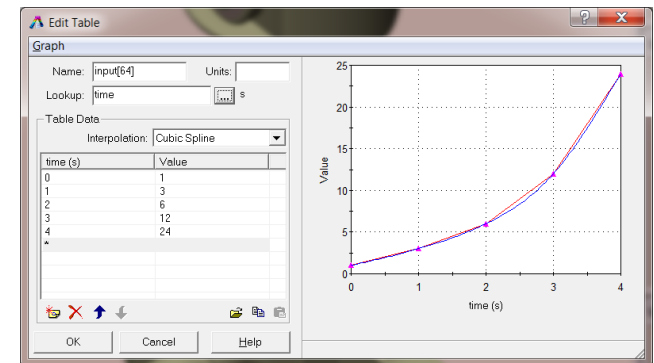 Edit Table
Graph
Name: input[64] Units:
Lookup: time ... s
Table Data
Interpolation: Cubic Spline
time (s) Value
0 1
1 3
2 6
3 12
4 24
*
OK Cancel Help
25
20
15
10
5
0
Value
0 1 2 3 4
time (s)